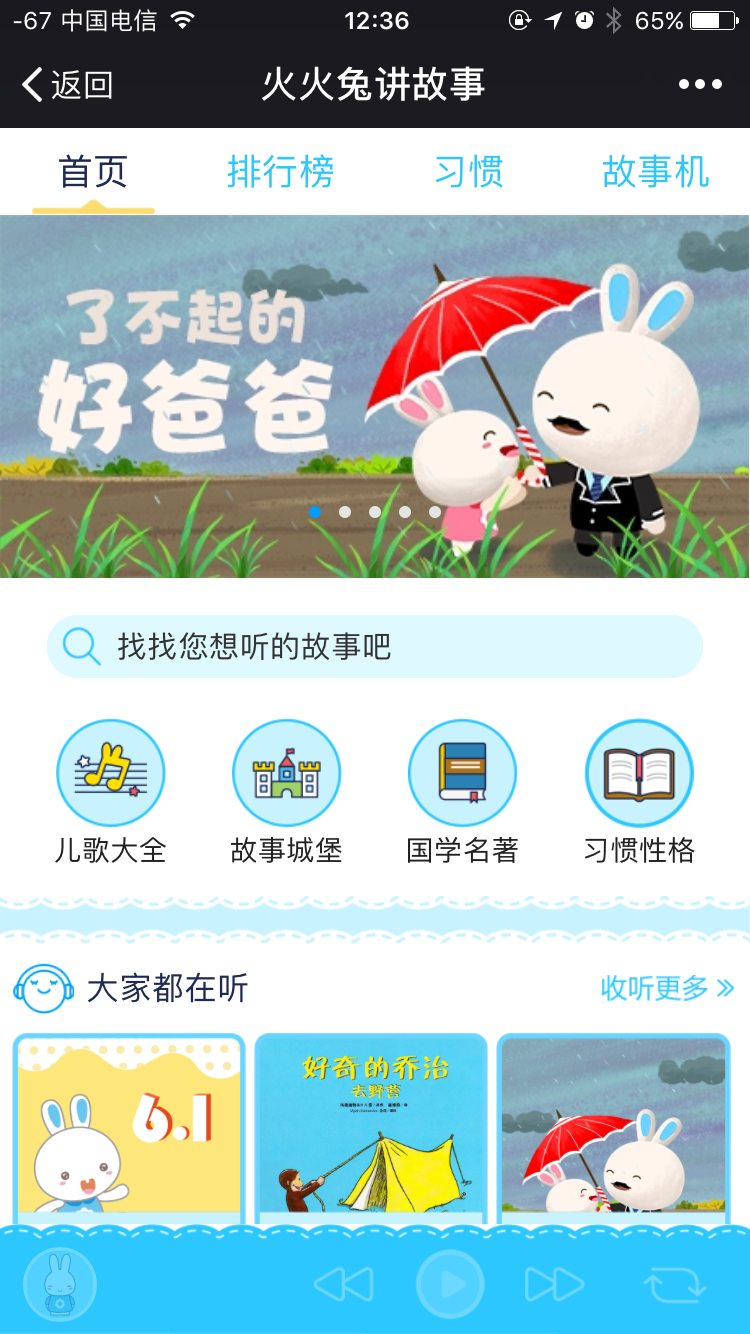 -67 中国电信 12:36 65%
返回 火火兔讲故事
首页 排行榜 习惯 故事机
了不起的
好爸爸
找找您想听的故事吧
儿歌大全 故事城堡 国学名著 习惯性格
大家都在听 收听更多
6.1
好奇的乔治
去野营